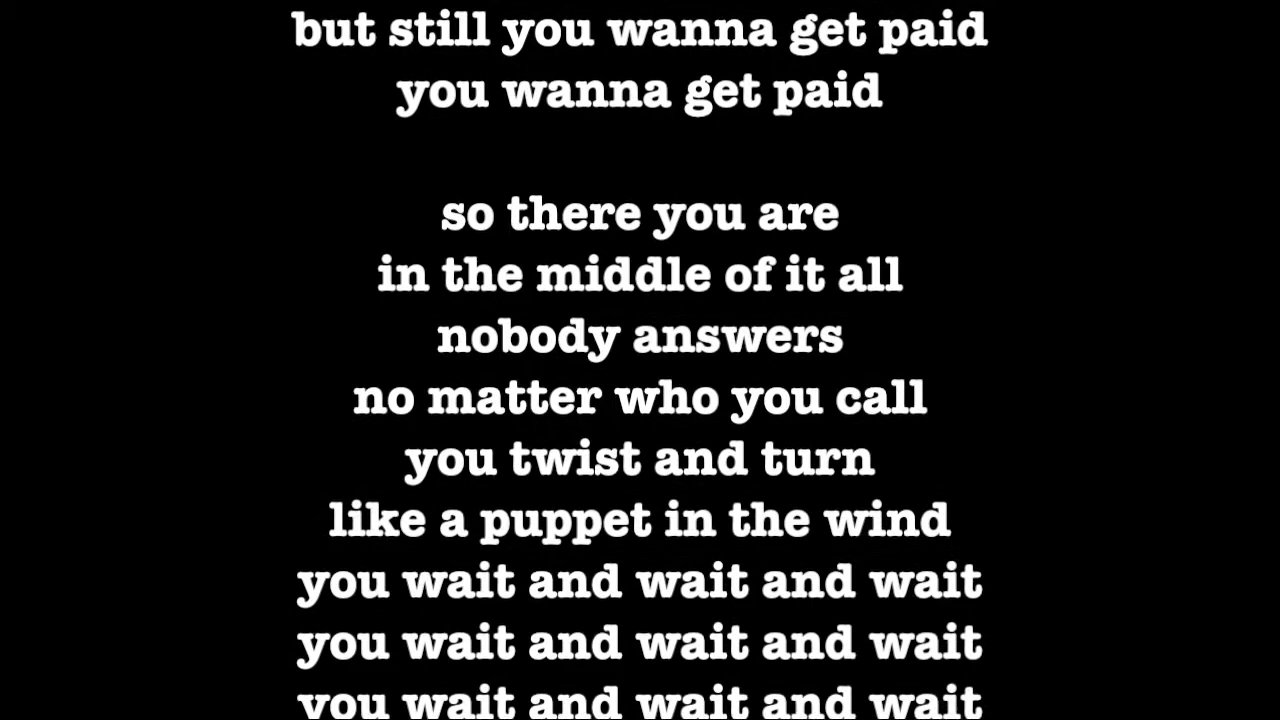 but still you wanna get paid
you wanna get paid
so there you are
in the middle of it all
nobody answers
no matter who you call
you twist and turn
like a puppet in the wind
you wait and wait and wait
you wait and wait and wait
you wait and wait and wait